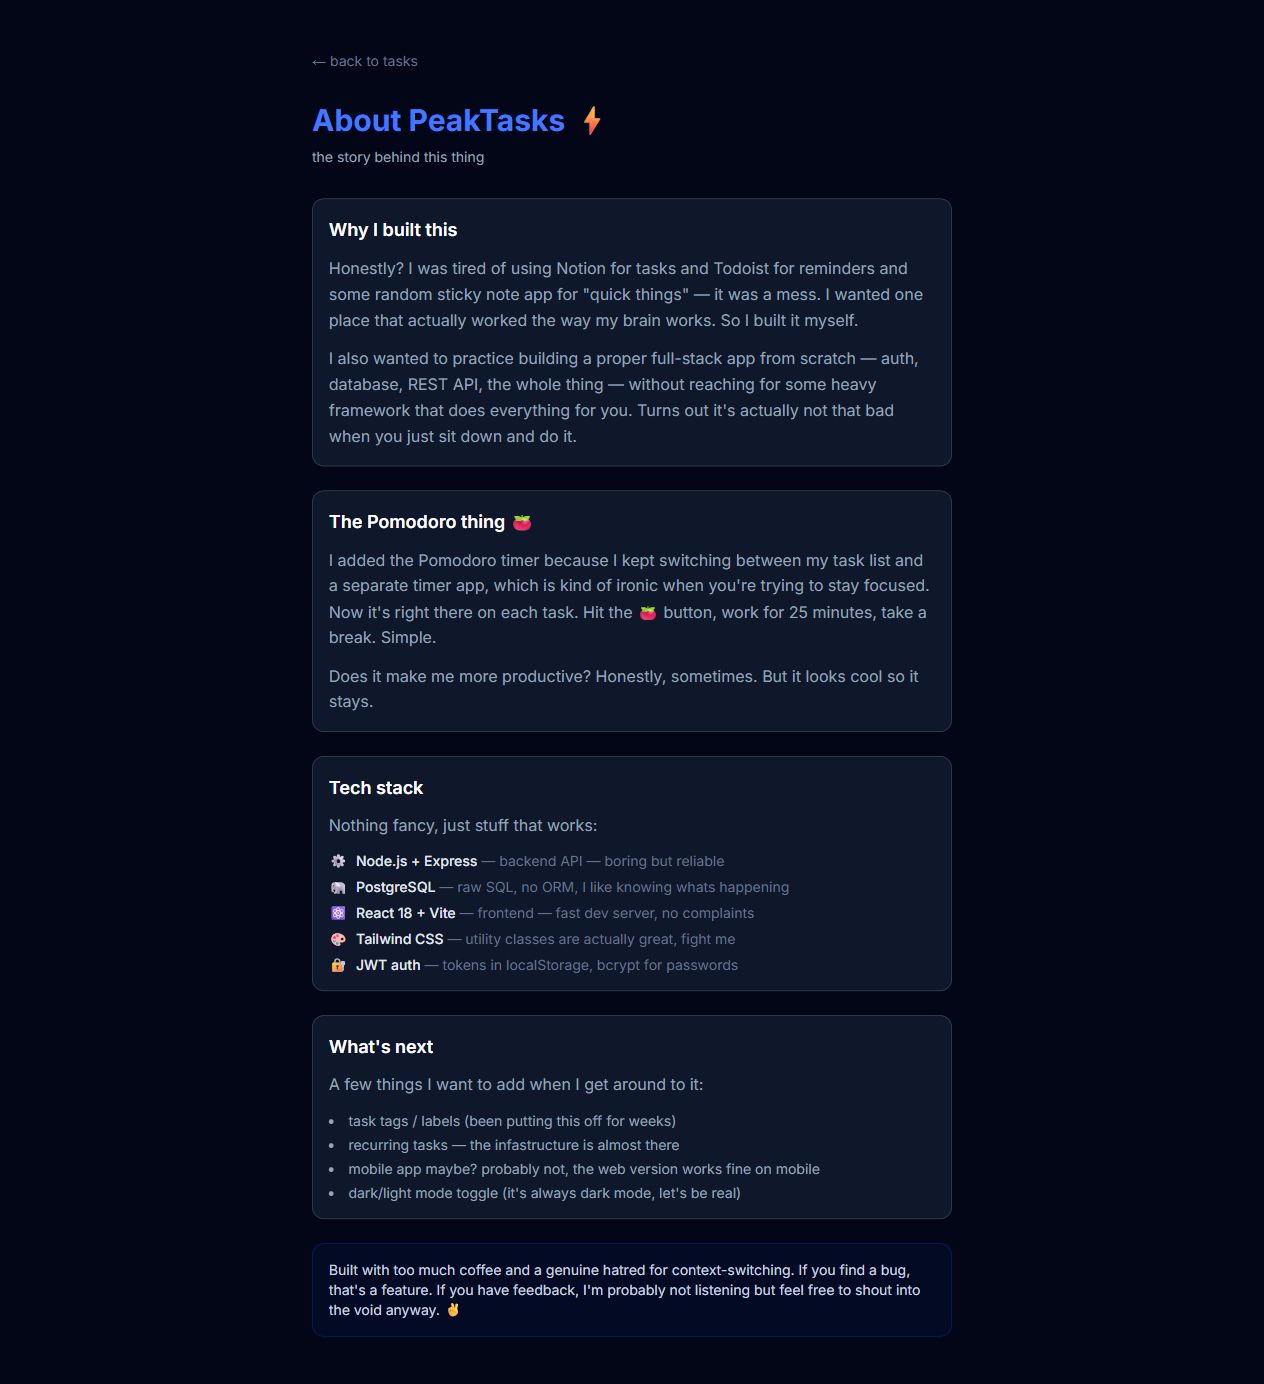 ← back to tasks
About PeakTasks ⚡
the story behind this thing
Why I built this
Honestly? I was tired of using Notion for tasks and Todoist for reminders and
some random sticky note app for "quick things" — it was a mess. I wanted one
place that actually worked the way my brain works. So I built it myself.
I also wanted to practice building a proper full-stack app from scratch — auth,
database, REST API, the whole thing — without reaching for some heavy
framework that does everything for you. Turns out it's actually not that bad
when you just sit down and do it.
The Pomodoro thing 🍅
I added the Pomodoro timer because I kept switching between my task list and
a separate timer app, which is kind of ironic when you're trying to stay focused.
Now it's right there on each task. Hit the 🍅 button, work for 25 minutes, take a
break. Simple.
Does it make me more productive? Honestly, sometimes. But it looks cool so it
stays.
Tech stack
Nothing fancy, just stuff that works:
⚙️ Node.js + Express — backend API — boring but reliable
🐘 PostgreSQL — raw SQL, no ORM, I like knowing whats happening
⚛️ React 18 + Vite — frontend — fast dev server, no complaints
🎨 Tailwind CSS — utility classes are actually great, fight me
🔐 JWT auth — tokens in localStorage, bcrypt for passwords
What's next
A few things I want to add when I get around to it:
• task tags / labels (been putting this off for weeks)
• recurring tasks — the infastructure is almost there
• mobile app maybe? probably not, the web version works fine on mobile
• dark/light mode toggle (it's always dark mode, let's be real)
Built with too much coffee and a genuine hatred for context-switching. If you find a bug,
that's a feature. If you have feedback, I'm probably not listening but feel free to shout into
the void anyway. ✌️